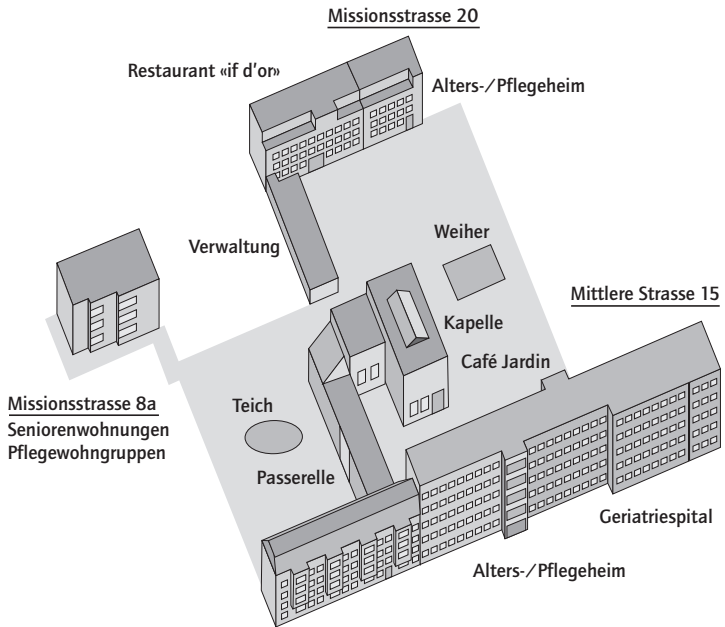 Missionsstrasse 20
Restaurant «if d'or»
Alters-/Pflegeheim
Verwaltung
Weiher
Mittlere Strasse 15
Kapelle
Café Jardin
Missionsstrasse 8a
Seniorenwohnungen
Pflegewohngruppen
Teich
Passerelle
Geriatriespital
Alters-/Pflegeheim